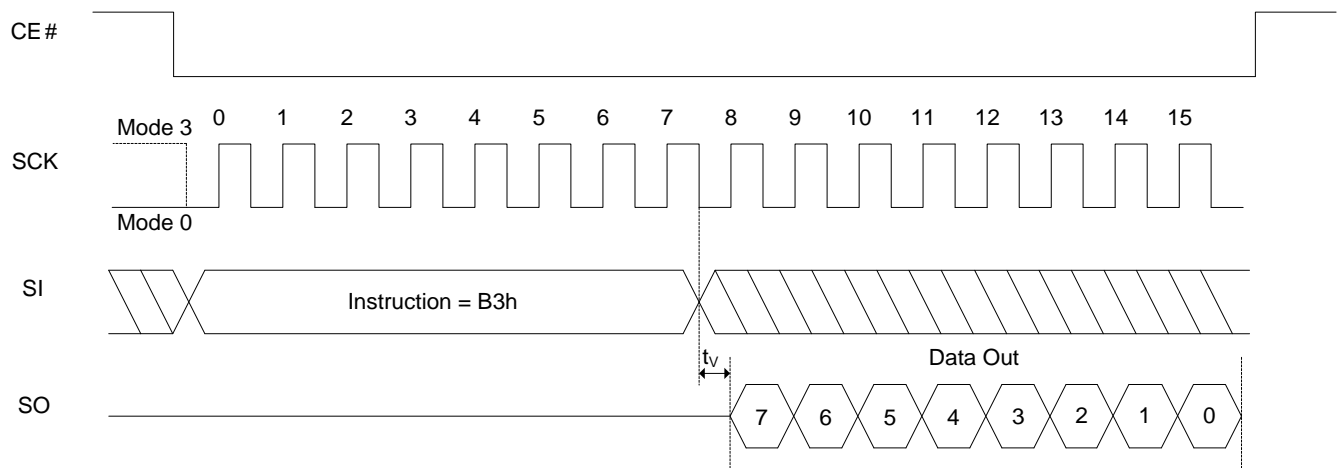 CE#
0 1 2 3 4 5 6 7 8 9 10 11 12 13 14 15
Mode 3
SCK
Mode 0
SI
Instruction = B3h
tV
Data Out
SO
7 6 5 4 3 2 1 0